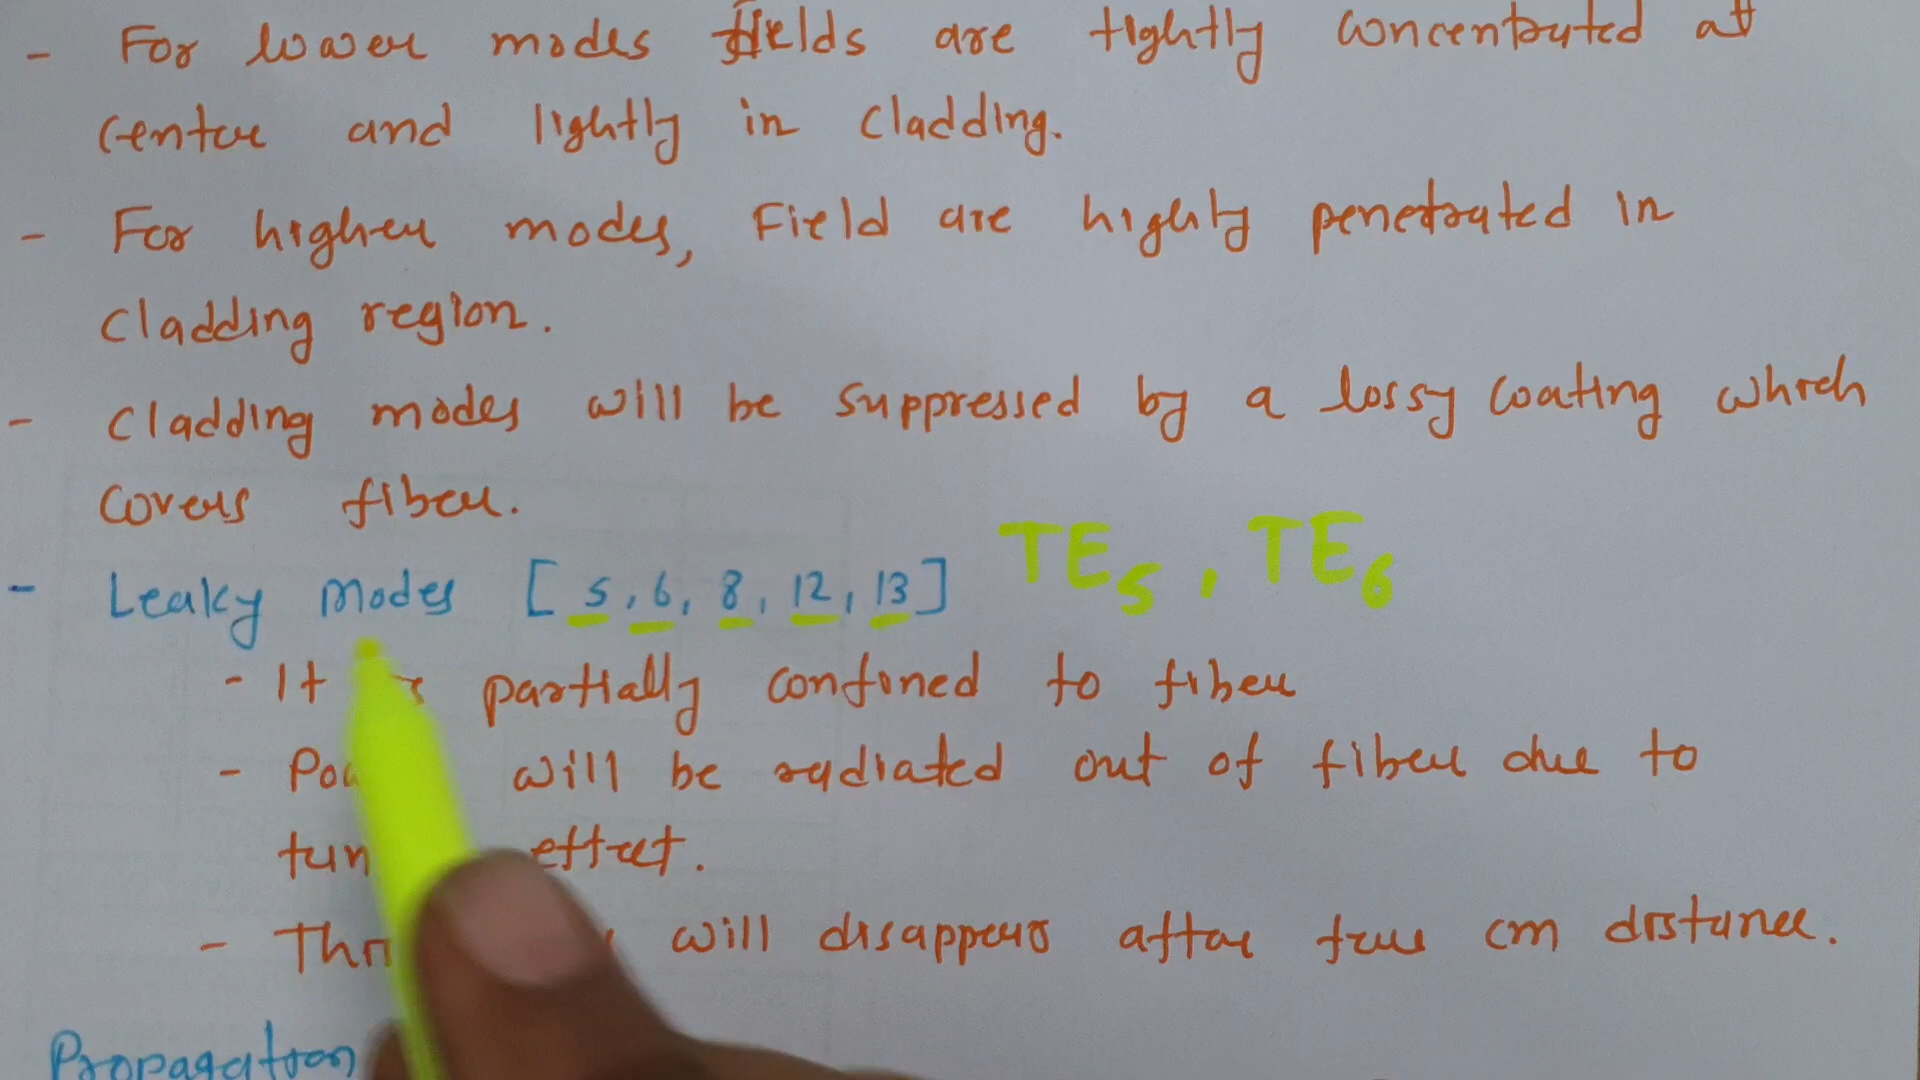 - For lower modes fields are tightly concentrated at
center and lightly in cladding.
- For higher modes, Field are highly penetrated in
cladding region.
- cladding modes will be suppressed by a lossy coating which
covers fiber.
- Leaky modes [5, 6, 8, 12, 13] TE5, TE6
- It partially confined to fiber
- will be radiated out of fiber due to
effect.
- will disappear after few cm distance.
Propagation